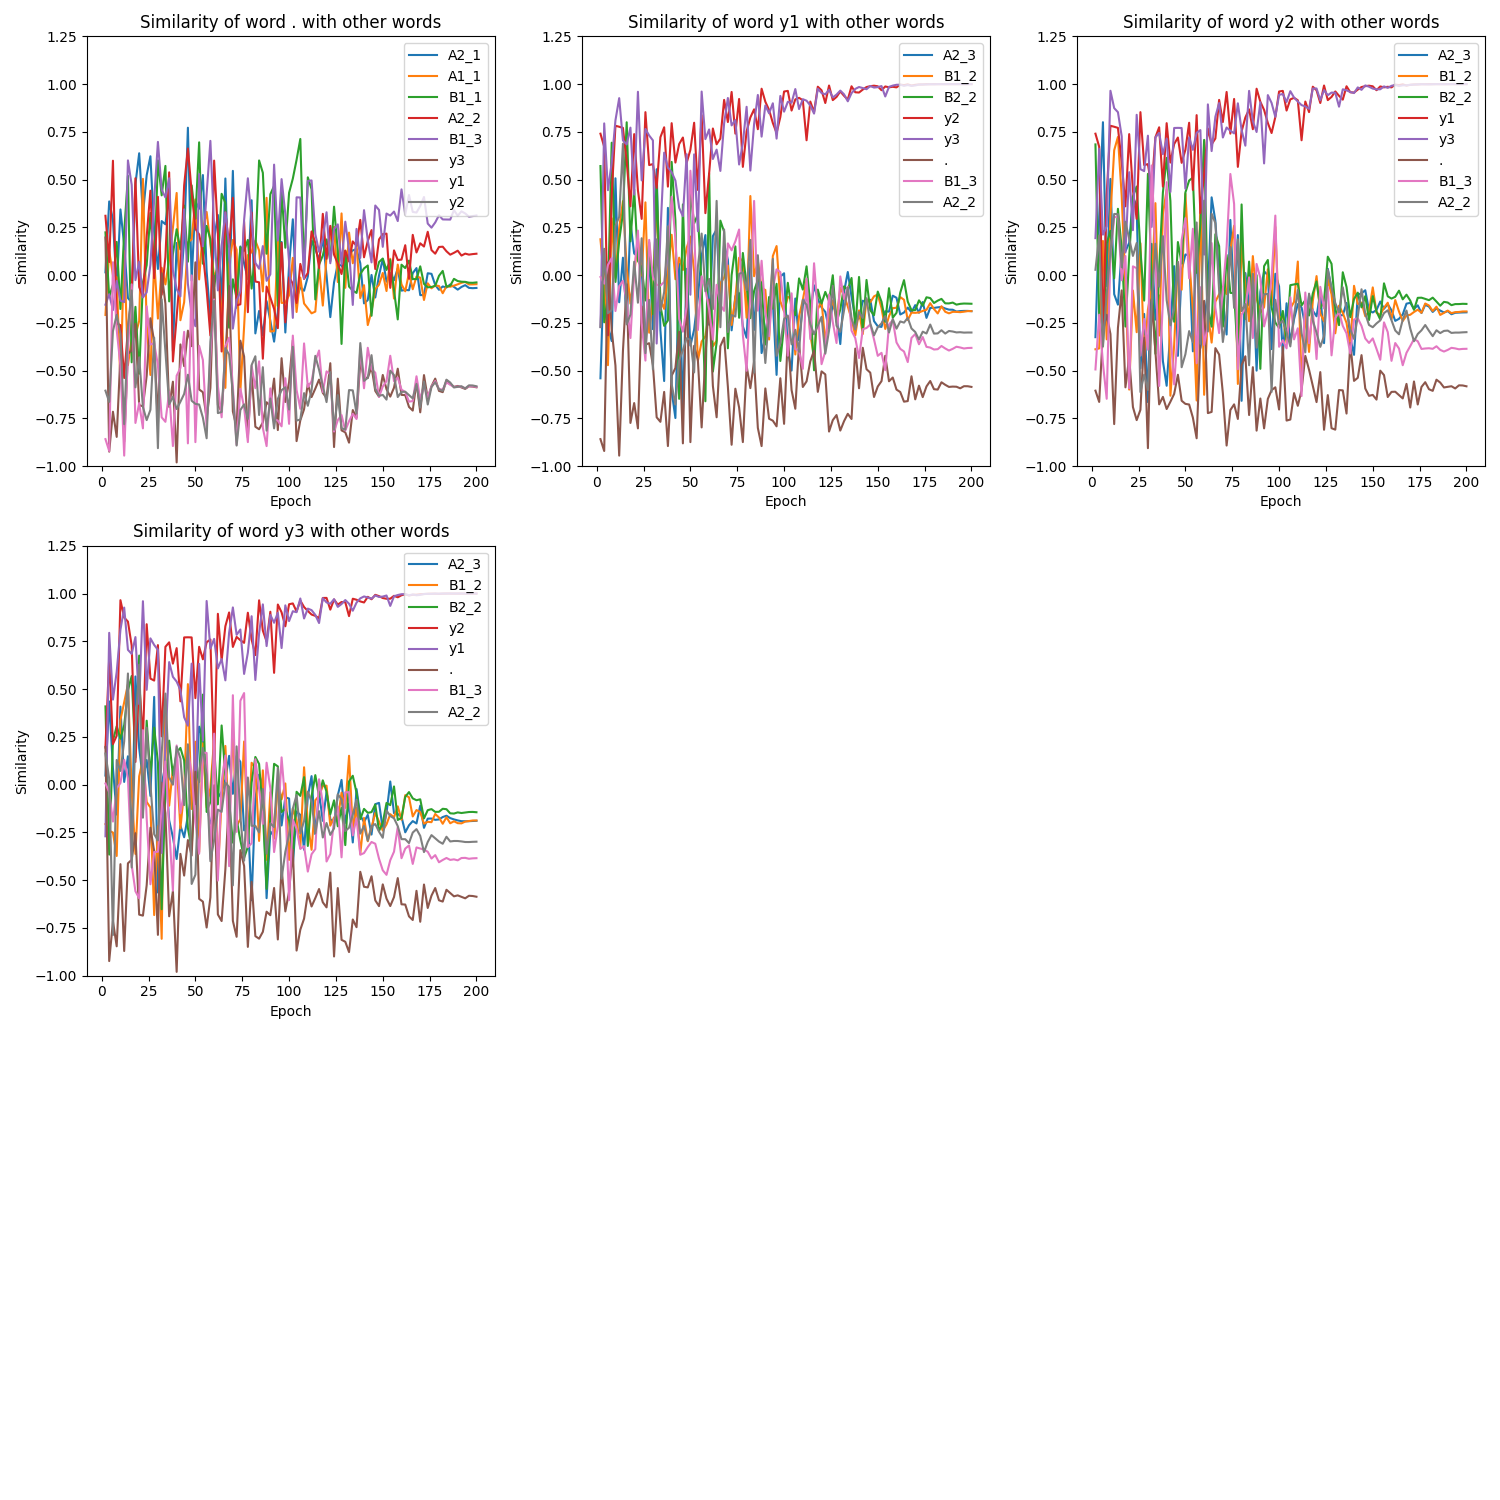 Similarity of word . with other words
Similarity
1.25
1.00
0.75
0.50
0.25
0.00
−0.25
−0.50
−0.75
−1.00
A2_1
A1_1
B1_1
A2_2
B1_3
y3
y1
y2
0 25 50 75 100 125 150 175 200
Epoch
Similarity of word y1 with other words
Similarity
1.25
1.00
0.75
0.50
0.25
0.00
−0.25
−0.50
−0.75
−1.00
A2_3
B1_2
B2_2
y2
y3
.
B1_3
A2_2
0 25 50 75 100 125 150 175 200
Epoch
Similarity of word y2 with other words
Similarity
1.25
1.00
0.75
0.50
0.25
0.00
−0.25
−0.50
−0.75
−1.00
A2_3
B1_2
B2_2
y1
y3
.
B1_3
A2_2
0 25 50 75 100 125 150 175 200
Epoch
Similarity of word y3 with other words
Similarity
1.25
1.00
0.75
0.50
0.25
0.00
−0.25
−0.50
−0.75
−1.00
A2_3
B1_2
B2_2
y2
y1
.
B1_3
A2_2
0 25 50 75 100 125 150 175 200
Epoch